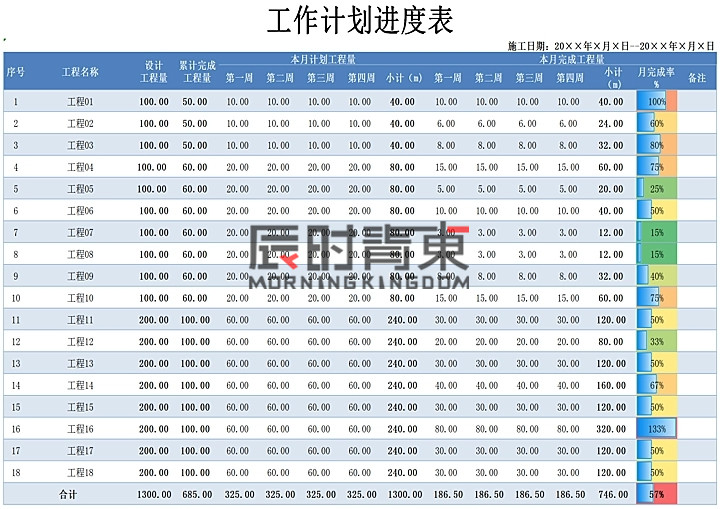 工作计划进度表
施工日期：20××年×月×日--20××年×月×日
序号 工程名称 设计工程量 累计完成工程量 本月计划工程量 本月完成工程量 月完成率% 备注
第一周 第二周 第三周 第四周 小计（m） 第一周 第二周 第三周 第四周 小计（m）
1 工程01 100.00 50.00 10.00 10.00 10.00 10.00 40.00 10.00 10.00 10.00 10.00 40.00 100%
2 工程02 100.00 50.00 10.00 10.00 10.00 10.00 40.00 6.00 6.00 6.00 6.00 24.00 60%
3 工程03 100.00 50.00 10.00 10.00 10.00 10.00 40.00 8.00 8.00 8.00 8.00 32.00 80%
4 工程04 100.00 60.00 20.00 20.00 20.00 20.00 80.00 15.00 15.00 15.00 15.00 60.00 75%
5 工程05 100.00 60.00 20.00 20.00 20.00 20.00 80.00 5.00 5.00 5.00 5.00 20.00 25%
6 工程06 100.00 60.00 20.00 20.00 20.00 20.00 80.00 10.00 10.00 10.00 10.00 40.00 50%
7 工程07 100.00 60.00 20.00 20.00 20.00 20.00 80.00 3.00 3.00 3.00 3.00 12.00 15%
8 工程08 100.00 60.00 20.00 20.00 20.00 20.00 80.00 3.00 3.00 3.00 3.00 12.00 15%
辰时青東
MORNINGKINGDOM
9 工程09 100.00 60.00 20.00 20.00 20.00 20.00 80.00 8.00 8.00 8.00 8.00 32.00 40%
10 工程10 100.00 60.00 20.00 20.00 20.00 20.00 80.00 15.00 15.00 15.00 15.00 60.00 75%
11 工程11 200.00 100.00 60.00 60.00 60.00 60.00 240.00 30.00 30.00 30.00 30.00 120.00 50%
12 工程12 200.00 100.00 60.00 60.00 60.00 60.00 240.00 20.00 20.00 20.00 20.00 80.00 33%
13 工程13 200.00 100.00 60.00 60.00 60.00 60.00 240.00 30.00 30.00 30.00 30.00 120.00 50%
14 工程14 200.00 100.00 60.00 60.00 60.00 60.00 240.00 40.00 40.00 40.00 40.00 160.00 67%
15 工程15 200.00 100.00 60.00 60.00 60.00 60.00 240.00 30.00 30.00 30.00 30.00 120.00 50%
16 工程16 200.00 100.00 60.00 60.00 60.00 60.00 240.00 80.00 80.00 80.00 80.00 320.00 133%
17 工程17 200.00 100.00 60.00 60.00 60.00 60.00 240.00 30.00 30.00 30.00 30.00 120.00 50%
18 工程18 200.00 100.00 60.00 60.00 60.00 60.00 240.00 30.00 30.00 30.00 30.00 120.00 50%
合计 1300.00 685.00 325.00 325.00 325.00 325.00 1300.00 186.50 186.50 186.50 186.50 746.00 57%